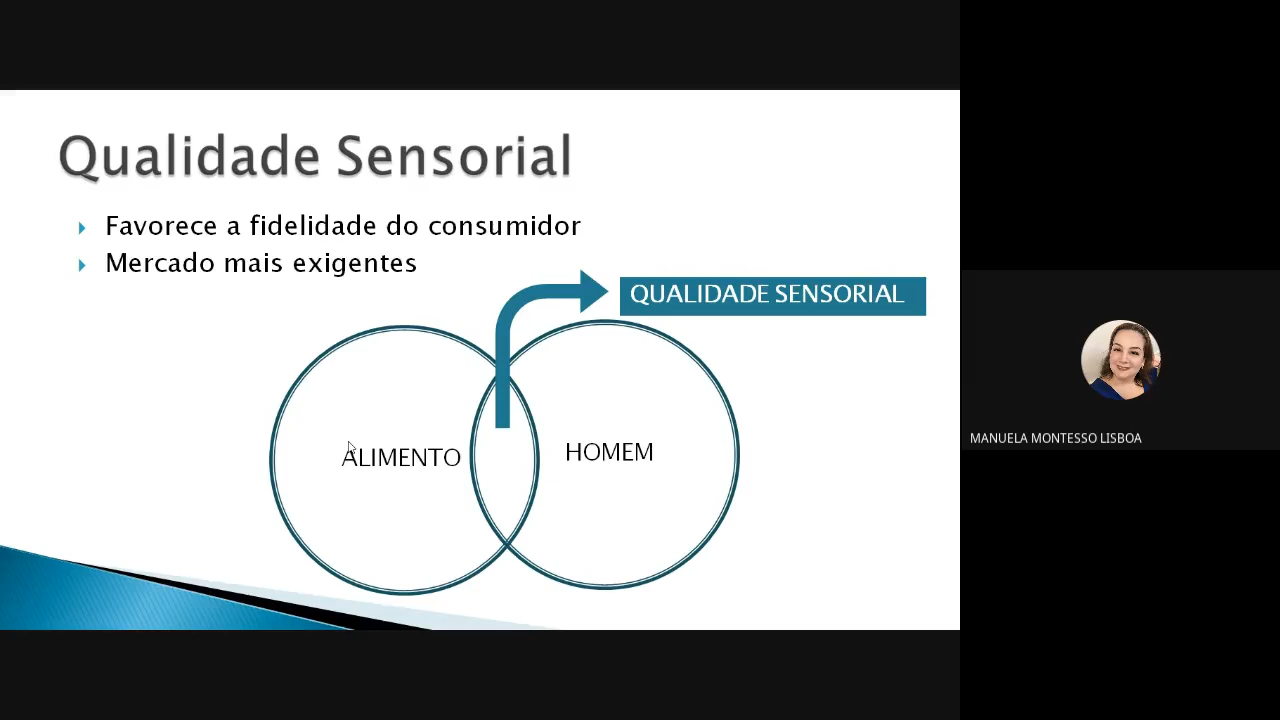 Qualidade Sensorial
Favorece a fidelidade do consumidor
Mercado mais exigentes
QUALIDADE SENSORIAL
ALIMENTO
HOMEM
MANUELA MONTESSO LISBOA